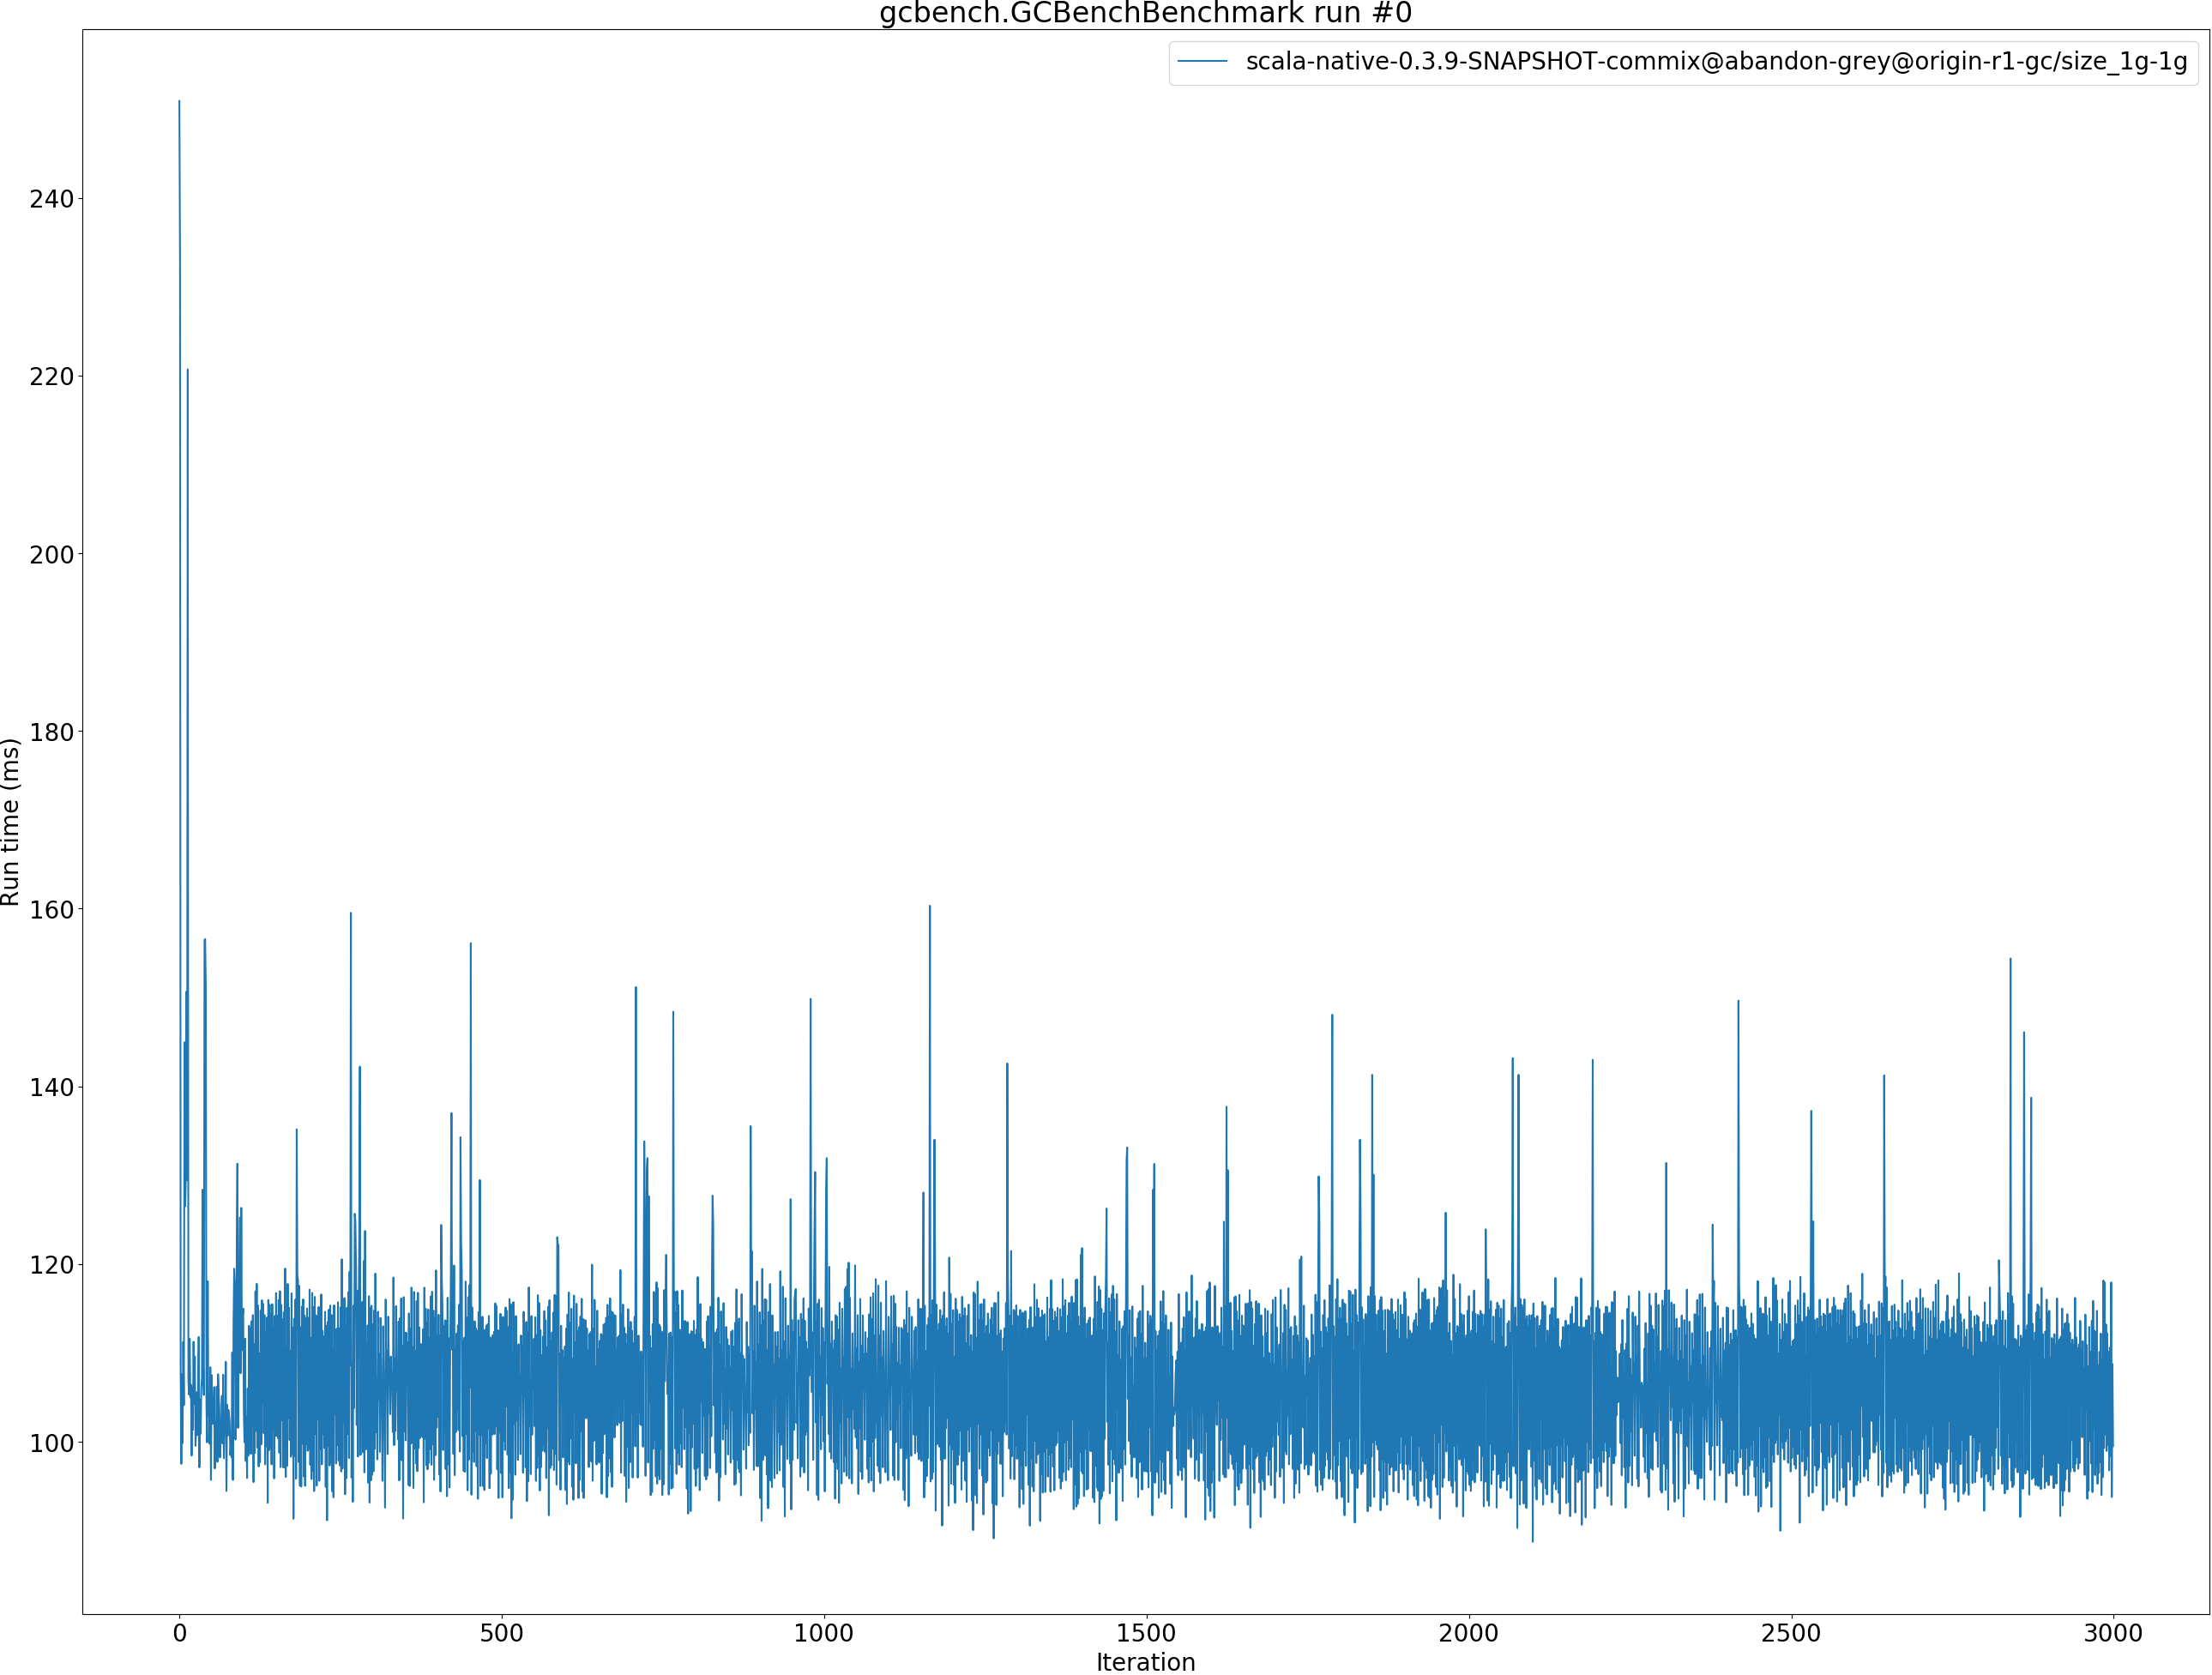 gcbench.GCBenchBenchmark run #0
scala-native-0.3.9-SNAPSHOT-commix@abandon-grey@origin-r1-gc/size_1g-1g
240
220
200
180
160
140
120
100
Run time (ms)
0 500 1000 1500 2000 2500 3000
Iteration